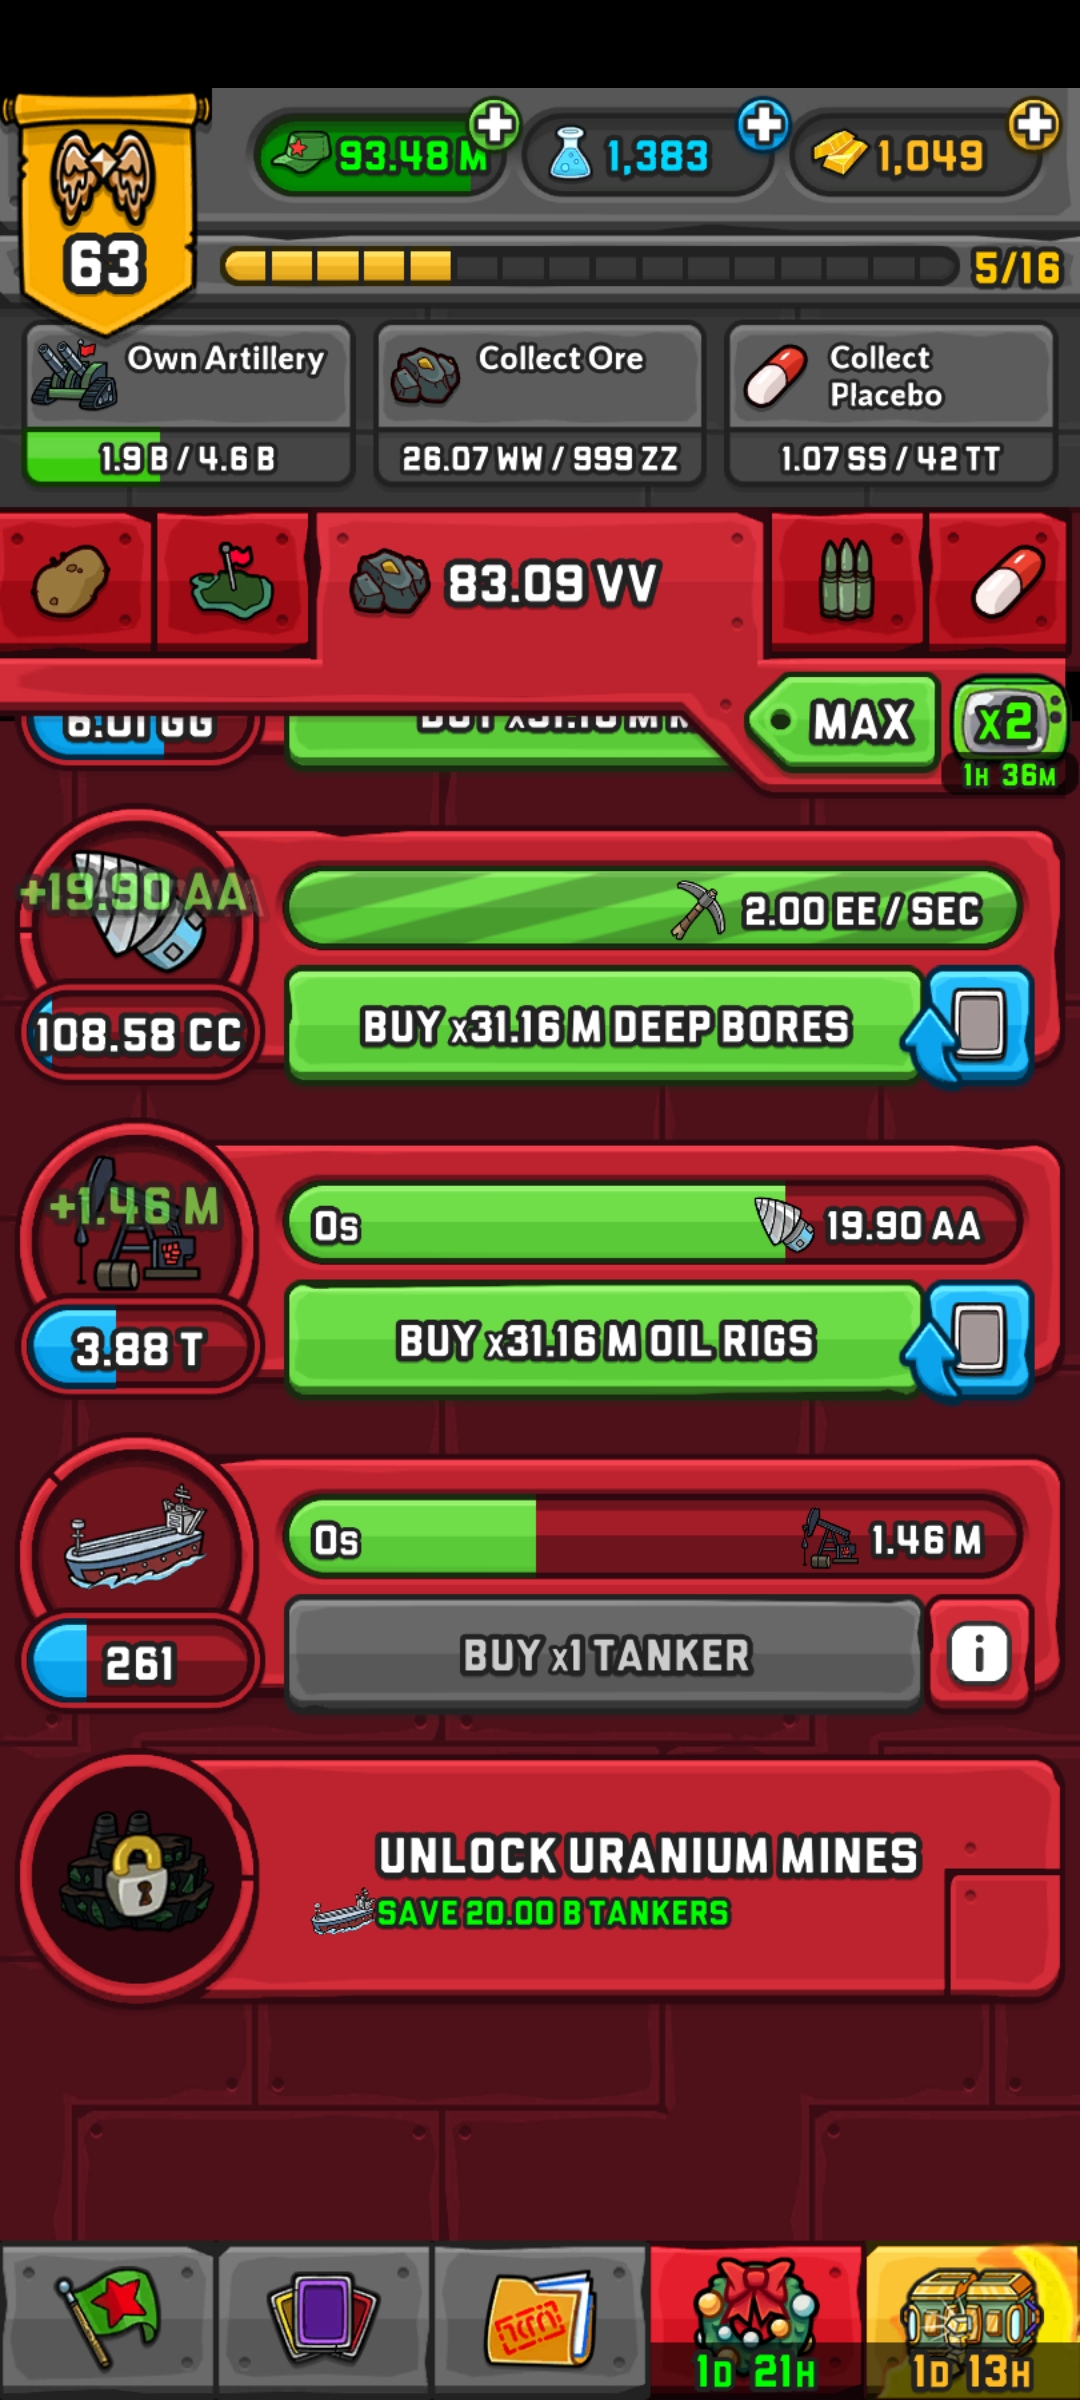 93.48 M
1,383
1,049
63
5/16
Own Artillery
1.9 B / 4.6 B
Collect Ore
26.07 WW / 999 ZZ
Collect
Placebo
1.07 SS / 42 TT
83.09 VV
MAX
x2
1H 36M
6.01 GG
+19.90 AA
2.00 EE / SEC
108.58 CC
BUY x31.16 M DEEP BORES
+1.46 M
0s
19.90 AA
3.88 T
BUY x31.16 M OIL RIGS
0s
1.46 M
261
BUY x1 TANKER
i
UNLOCK URANIUM MINES
SAVE 20.00 B TANKERS
1D 21H
1D 13H